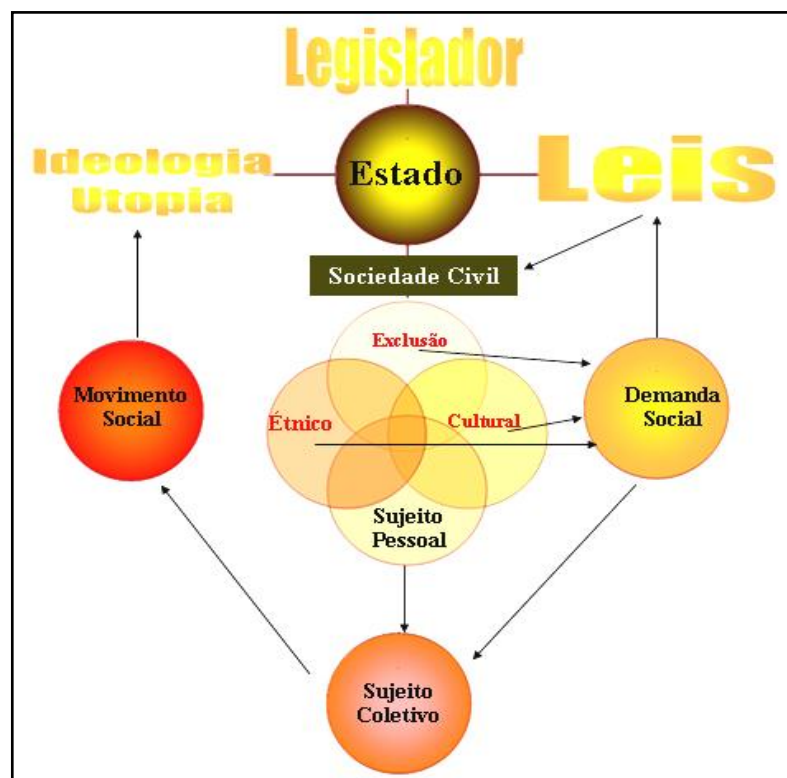 Legislador
Ideologia
Utopia
Estado
Leis
Sociedade Civil
Exclusão
Movimento
Social
Étnico
Cultural
Demanda
Social
Sujeito
Pessoal
Sujeito
Coletivo